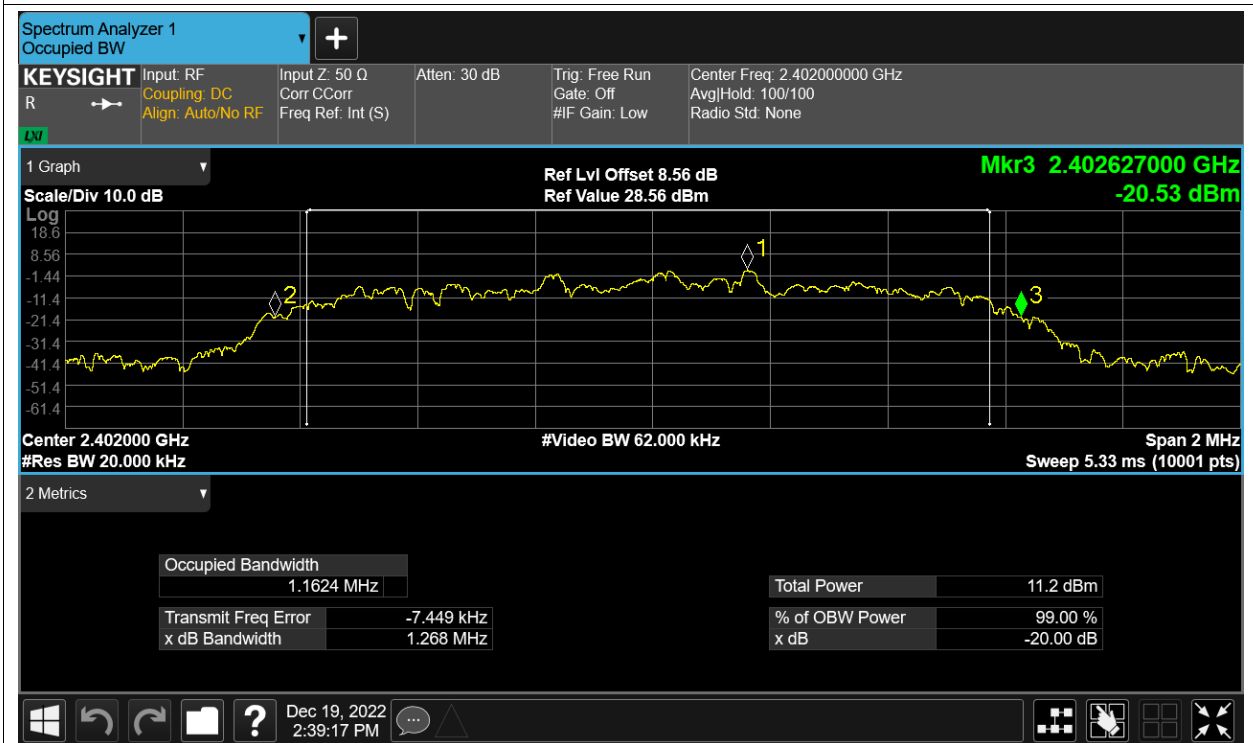 Spectrum Analyzer 1
Occupied BW
KEYSIGHT
R
LXI
Input: RF
Coupling: DC
Align: Auto/No RF
Input Z: 50 Ω
Corr CCorr
Freq Ref: Int (S)
Atten: 30 dB
Trig: Free Run
Gate: Off
#IF Gain: Low
Center Freq: 2.402000000 GHz
Avg|Hold: 100/100
Radio Std: None
1 Graph
Scale/Div 10.0 dB
Ref Lvl Offset 8.56 dB
Ref Value 28.56 dBm
Mkr3 2.402627000 GHz
-20.53 dBm
Log
18.6
8.56
-1.44
-11.4
-21.4
-31.4
-41.4
-51.4
-61.4
1
2
3
Center 2.402000 GHz
#Video BW 62.000 kHz
Span 2 MHz
#Res BW 20.000 kHz
Sweep 5.33 ms (10001 pts)
2 Metrics
Occupied Bandwidth
1.1624 MHz
Total Power 11.2 dBm
Transmit Freq Error -7.449 kHz
% of OBW Power 99.00 %
x dB Bandwidth 1.268 MHz
x dB -20.00 dB
?
Dec 19, 2022
2:39:17 PM